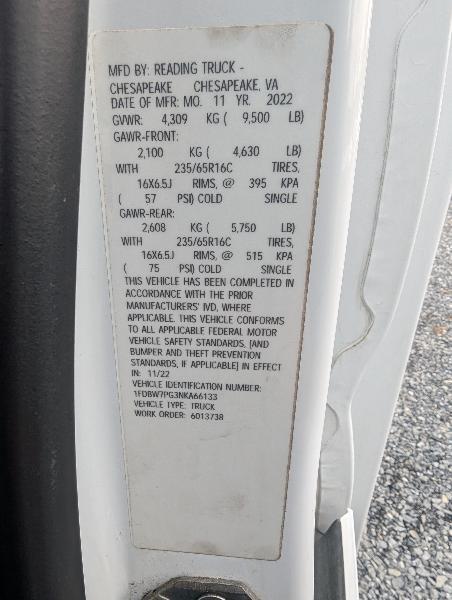 MFD BY: READING TRUCK -
CHESAPEAKE CHESAPEAKE, VA
DATE OF MFR: MO. 11 YR. 2022
GVWR: 4,309 KG ( 9,500 LB)
GAWR-FRONT:
2,100 KG ( 4,630 LB)
WITH 235/65R16C TIRES,
16X6.5J RIMS, @ 395 KPA
( 57 PSI) COLD SINGLE
GAWR-REAR:
2,608 KG ( 5,750 LB)
WITH 235/65R16C TIRES,
16X6.5J RIMS, @ 515 KPA
( 75 PSI) COLD SINGLE
THIS VEHICLE HAS BEEN COMPLETED IN
ACCORDANCE WITH THE PRIOR
MANUFACTURERS' IVD, WHERE
APPLICABLE. THIS VEHICLE CONFORMS
TO ALL APPLICABLE FEDERAL MOTOR
VEHICLE SAFETY STANDARDS, [AND
BUMPER AND THEFT PREVENTION
STANDARDS, IF APPLICABLE] IN EFFECT
IN: 11/22
VEHICLE IDENTIFICATION NUMBER:
1FDBW7PG3NKA66133
VEHICLE TYPE: TRUCK
WORK ORDER: 6013738